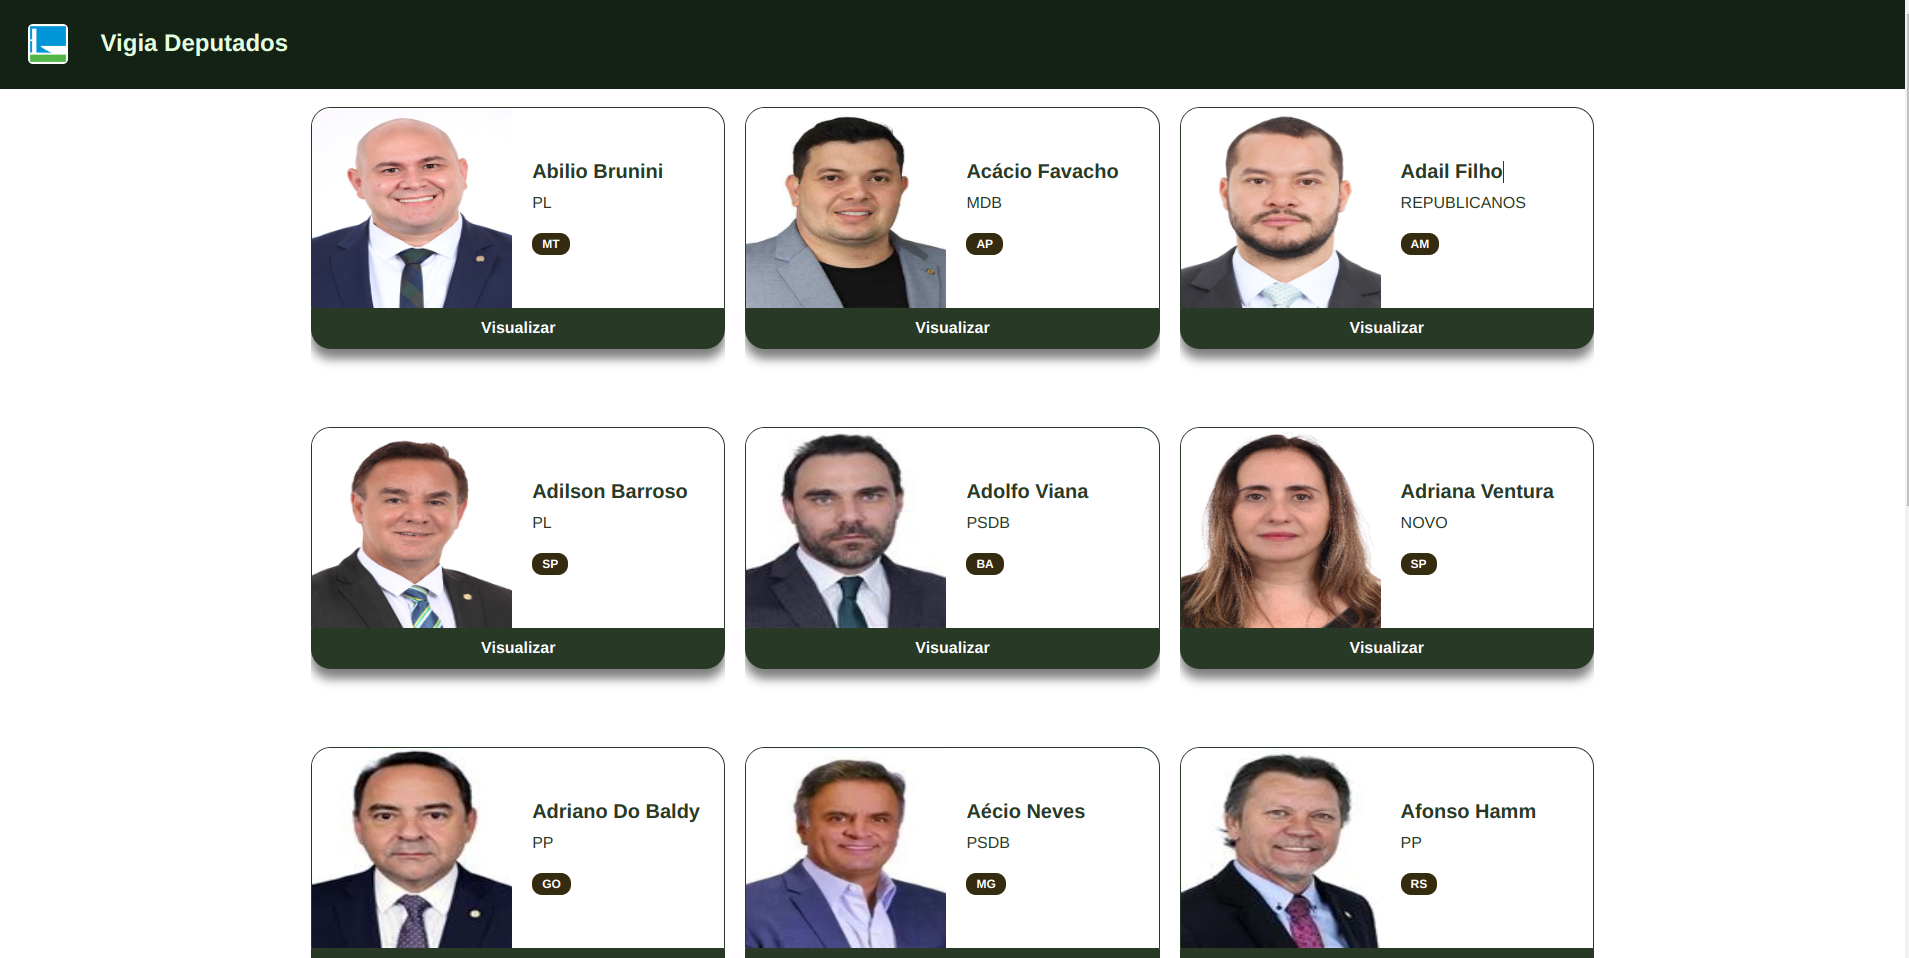 Vigia Deputados
Abilio Brunini
PL
MT
Visualizar
Acácio Favacho
MDB
AP
Visualizar
Adail Filho
REPUBLICANOS
AM
Visualizar
Adilson Barroso
PL
SP
Visualizar
Adolfo Viana
PSDB
BA
Visualizar
Adriana Ventura
NOVO
SP
Visualizar
Adriano Do Baldy
PP
GO
Aécio Neves
PSDB
MG
Afonso Hamm
PP
RS